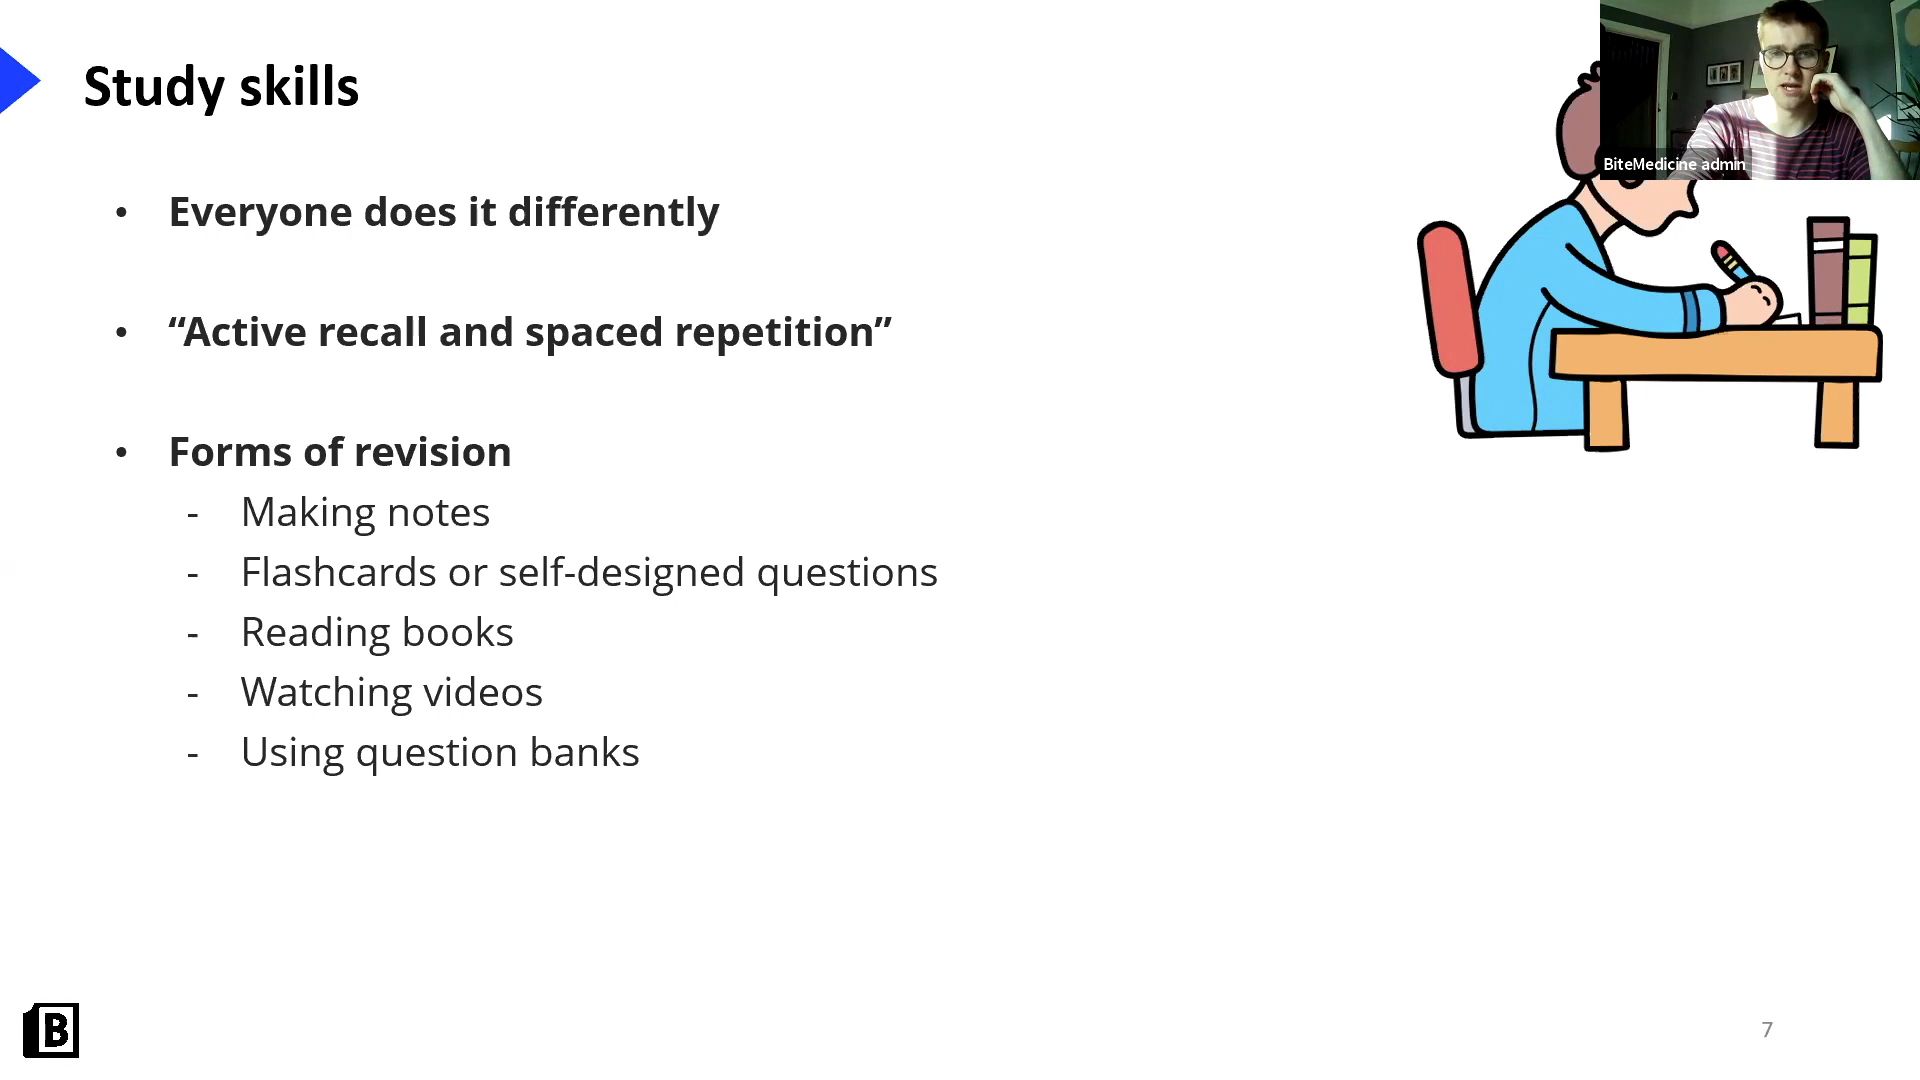 Study skills
BiteMedicine admin
• Everyone does it differently
• “Active recall and spaced repetition”
• Forms of revision
- Making notes
- Flashcards or self-designed questions
- Reading books
- Watching videos
- Using question banks
B
7